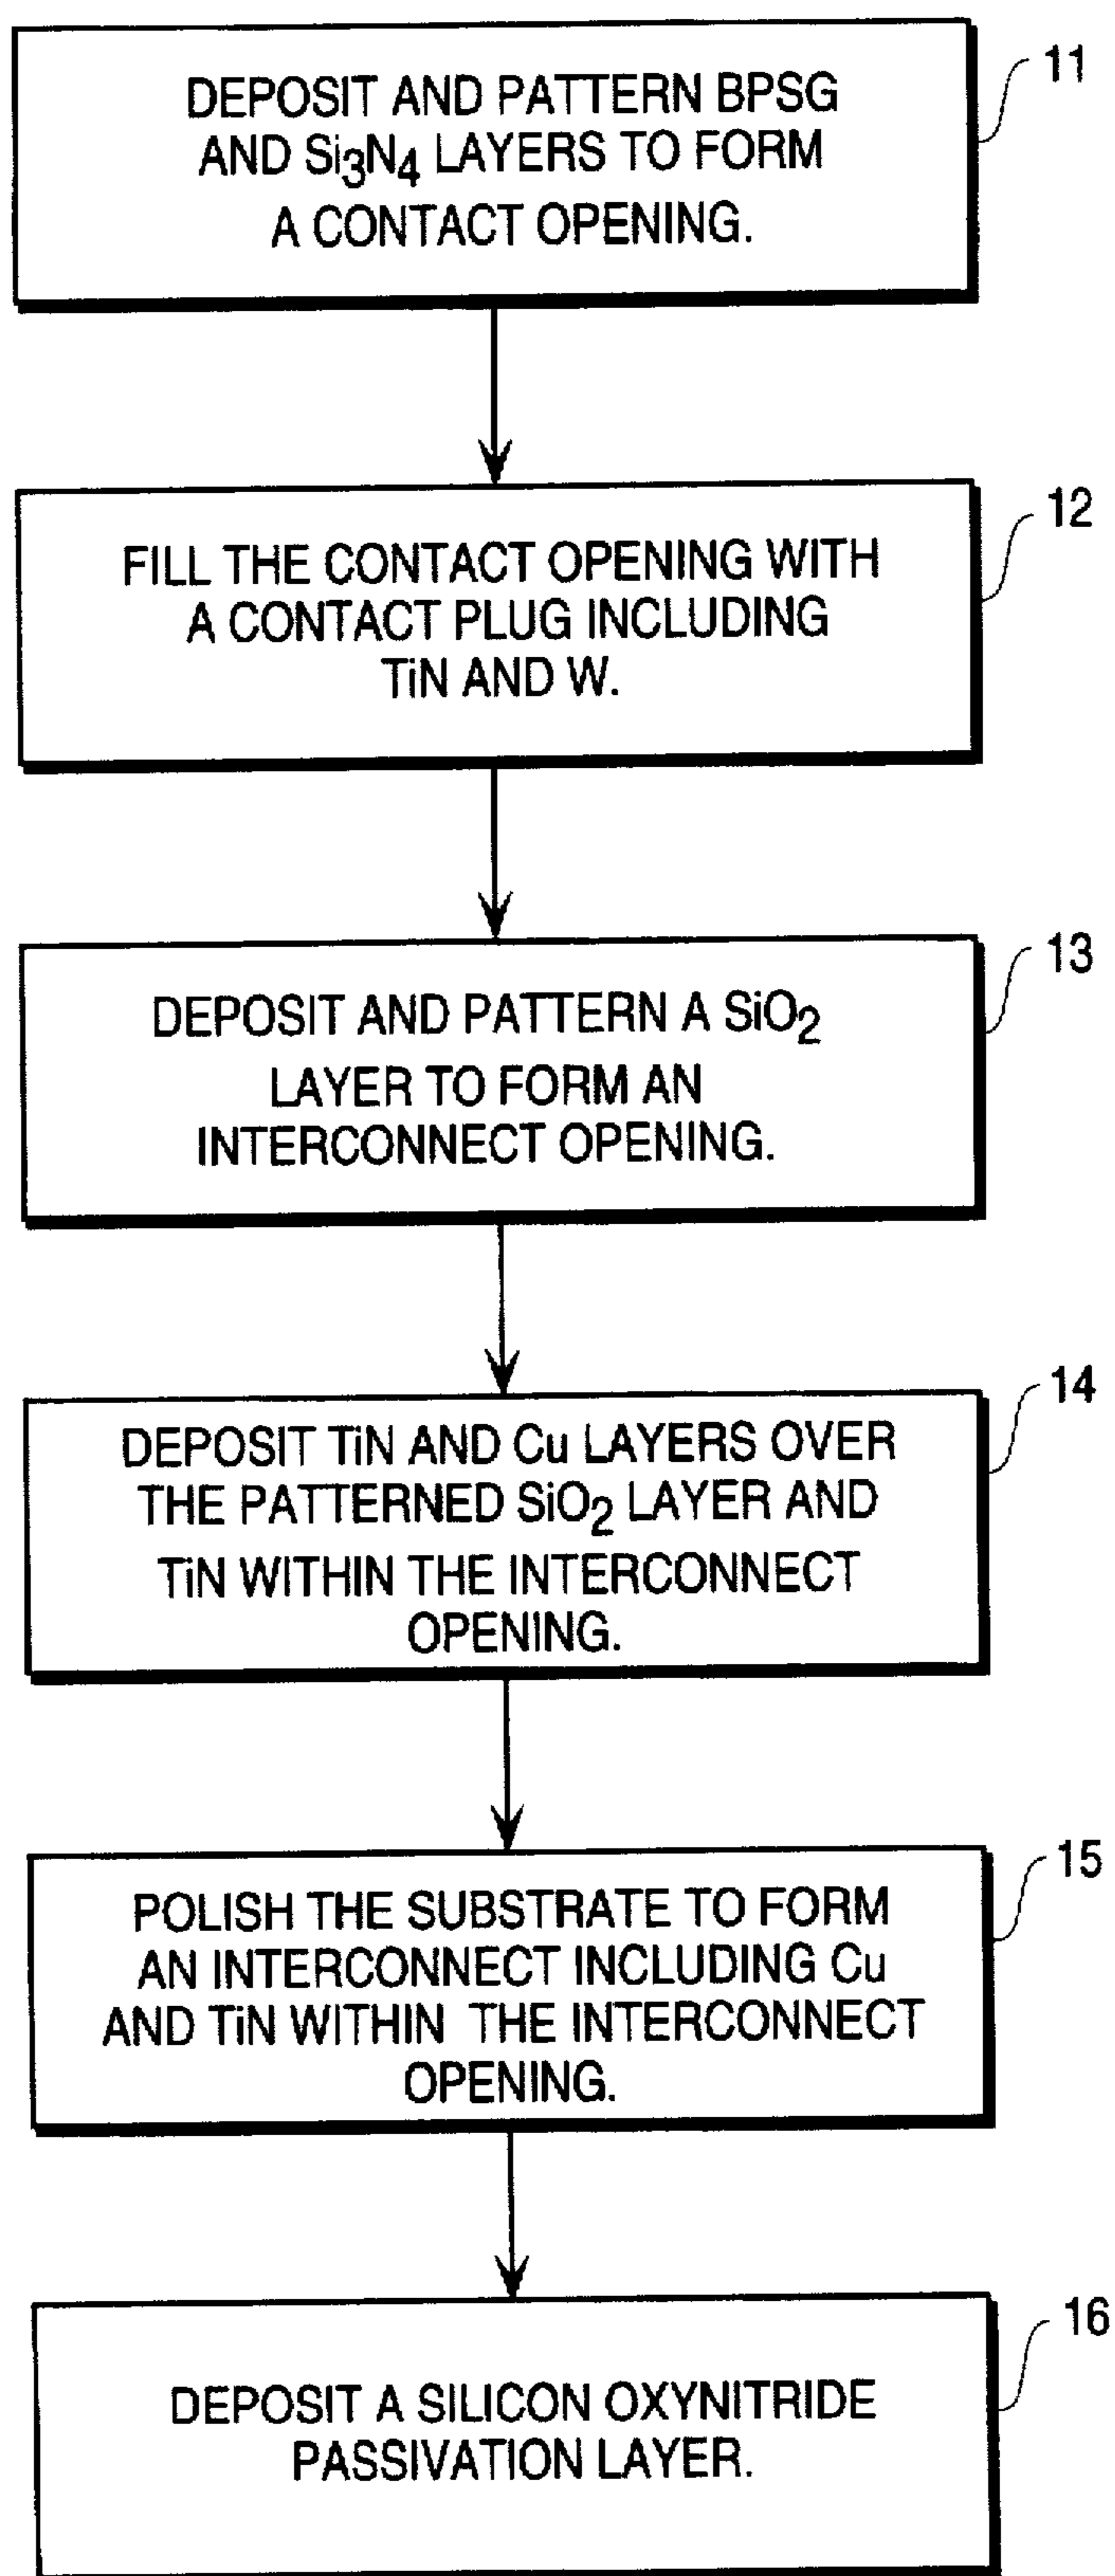 DEPOSIT AND PATTERN BPSG
AND Si₃N₄ LAYERS TO FORM
A CONTACT OPENING.
11
FILL THE CONTACT OPENING WITH
A CONTACT PLUG INCLUDING
TiN AND W.
12
DEPOSIT AND PATTERN A SiO₂
LAYER TO FORM AN
INTERCONNECT OPENING.
13
DEPOSIT TiN AND Cu LAYERS OVER
THE PATTERNED SiO₂ LAYER AND
TiN WITHIN THE INTERCONNECT
OPENING.
14
POLISH THE SUBSTRATE TO FORM
AN INTERCONNECT INCLUDING Cu
AND TiN WITHIN THE INTERCONNECT
OPENING.
15
DEPOSIT A SILICON OXYNITRIDE
PASSIVATION LAYER.
16